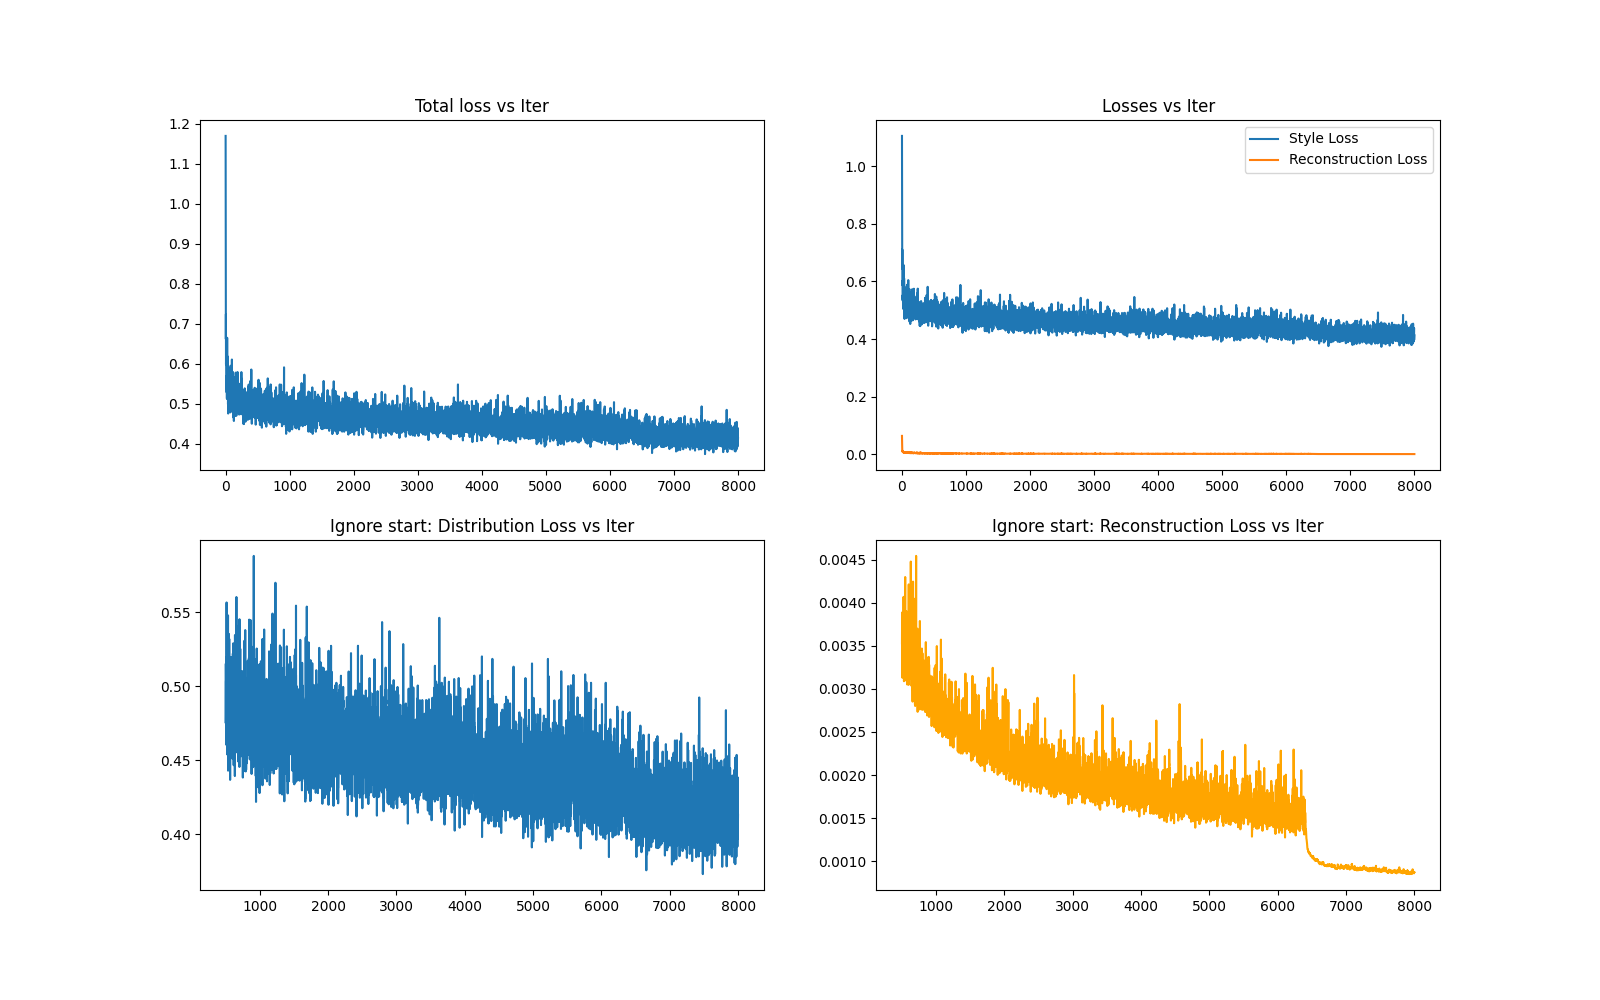 Total loss vs Iter
1.2
1.1
1.0
0.9
0.8
0.7
0.6
0.5
0.4
0 1000 2000 3000 4000 5000 6000 7000 8000
Losses vs Iter
Style Loss
Reconstruction Loss
1.0
0.8
0.6
0.4
0.2
0.0
0 1000 2000 3000 4000 5000 6000 7000 8000
Ignore start: Distribution Loss vs Iter
0.55
0.50
0.45
0.40
1000 2000 3000 4000 5000 6000 7000 8000
Ignore start: Reconstruction Loss vs Iter
0.0045
0.0040
0.0035
0.0030
0.0025
0.0020
0.0015
0.0010
1000 2000 3000 4000 5000 6000 7000 8000